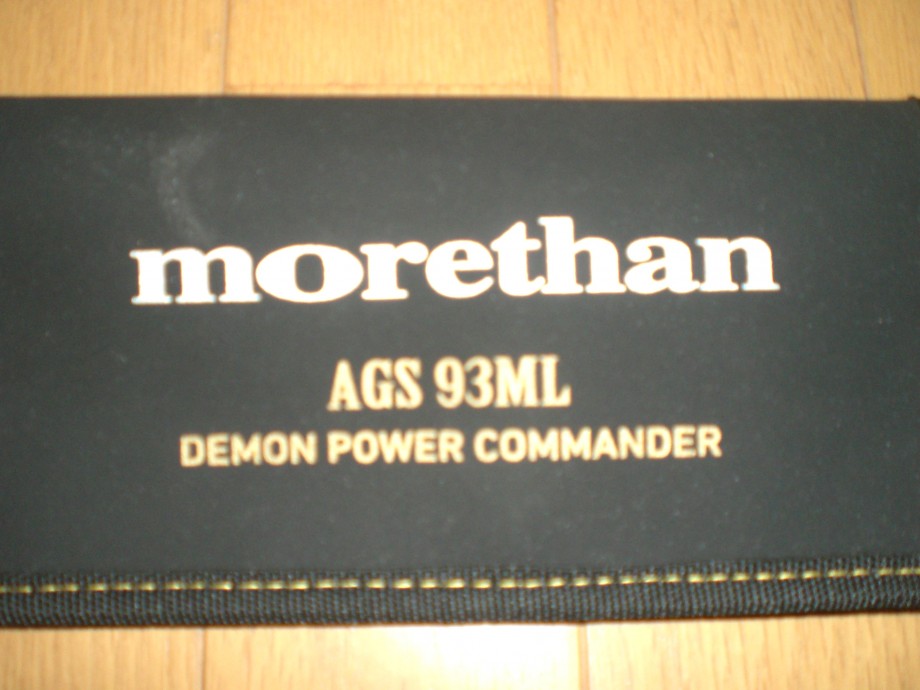 morethan
AGS 93ML
DEMON POWER COMMANDER